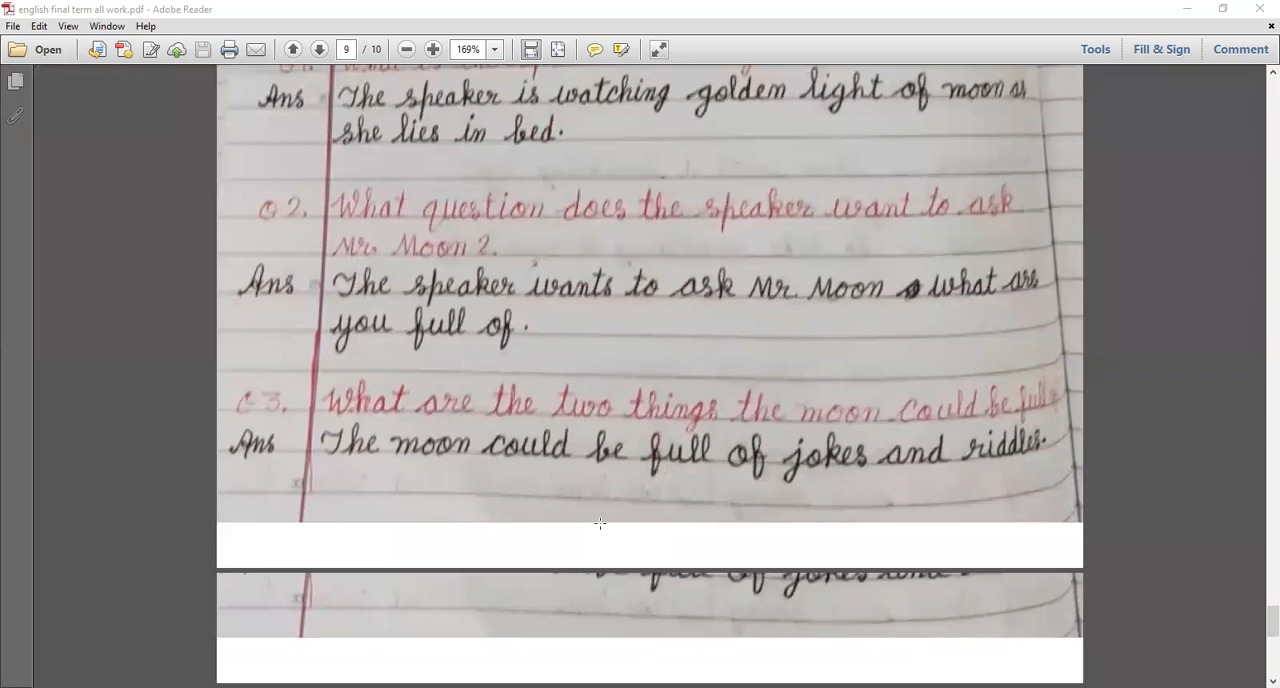 english final term all work.pdf - Adobe Reader
File Edit View Window Help
Open 9 / 10 169% Tools Fill & Sign Comment
Ans The speaker is watching golden light of moon as
she lies in bed.
Q2. What question does the speaker want to ask
Mr. Moon?
Ans The speaker wants to ask Mr. Moon what are
you full of.
Q3. What are the two things the moon could be full
Ans The moon could be full of jokes and riddles.
full of jokes